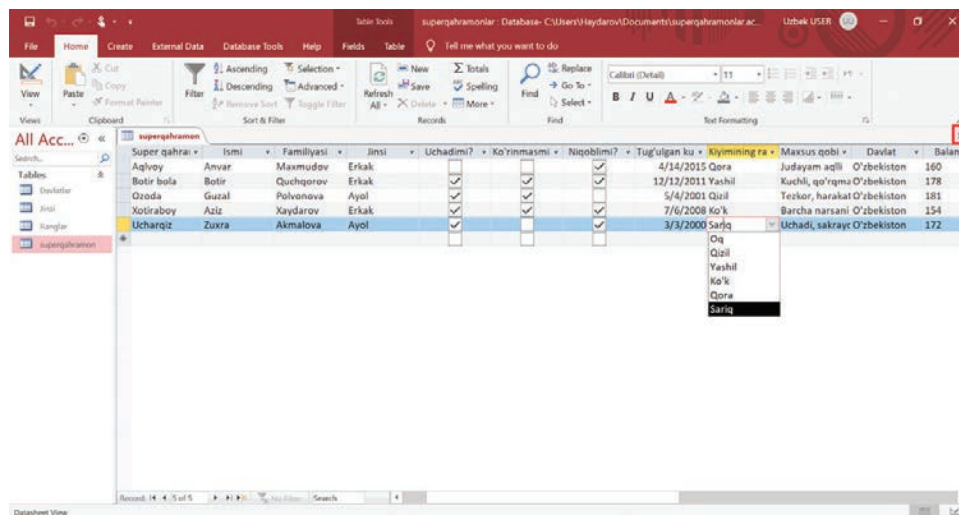 Table Tools superqahramonlar : Database- C:\Users\Haydarov\Documents\superqahramonlar.ac... Uzbek USER UU
File Home Create External Data Database Tools Help Fields Table Tell me what you want to do
View Paste Cut Copy Format Painter Filter Ascending Descending Remove Sort Selection Advanced Toggle Filter Refresh All New Save Delete Totals Spelling More Find Replace Go To Select Calibri (Detail) 11
B I U A
Views Clipboard Sort & Filter Records Find Text Formatting
All Acc...
Search..
Tables
Davlatlar
Jinsi
Ranglar
superqahramon
superqahramon
Super qahrai Ismi Familiyasi Jinsi Uchadimi? Ko'rinmasmi Niqoblimi? Tug'ulgan ku Kiyimining ra Maxsus qobi Davlat Balan
Aqlvoy Anvar Maxmudov Erkak 4/14/2015 Qora Judayam aqlli O'zbekiston 160
Botir bola Botir Quchqorov Erkak 12/12/2011 Yashil Kuchli, qo'rqma O'zbekiston 178
Ozoda Guzal Polvonova Ayol 5/4/2001 Qizil Tezkor, harakat O'zbekiston 181
Xotiraboy Aziz Xaydarov Erkak 7/6/2008 Ko'k Barcha narsani O'zbekiston 154
Ucharqiz Zuxra Akmalova Ayol 3/3/2000 Sariq Uchadi, sakrayc O'zbekiston 172
Oq
Qizil
Yashil
Ko'k
Qora
Sariq
Record: 5 of 5 No Filter Search
Datasheet View